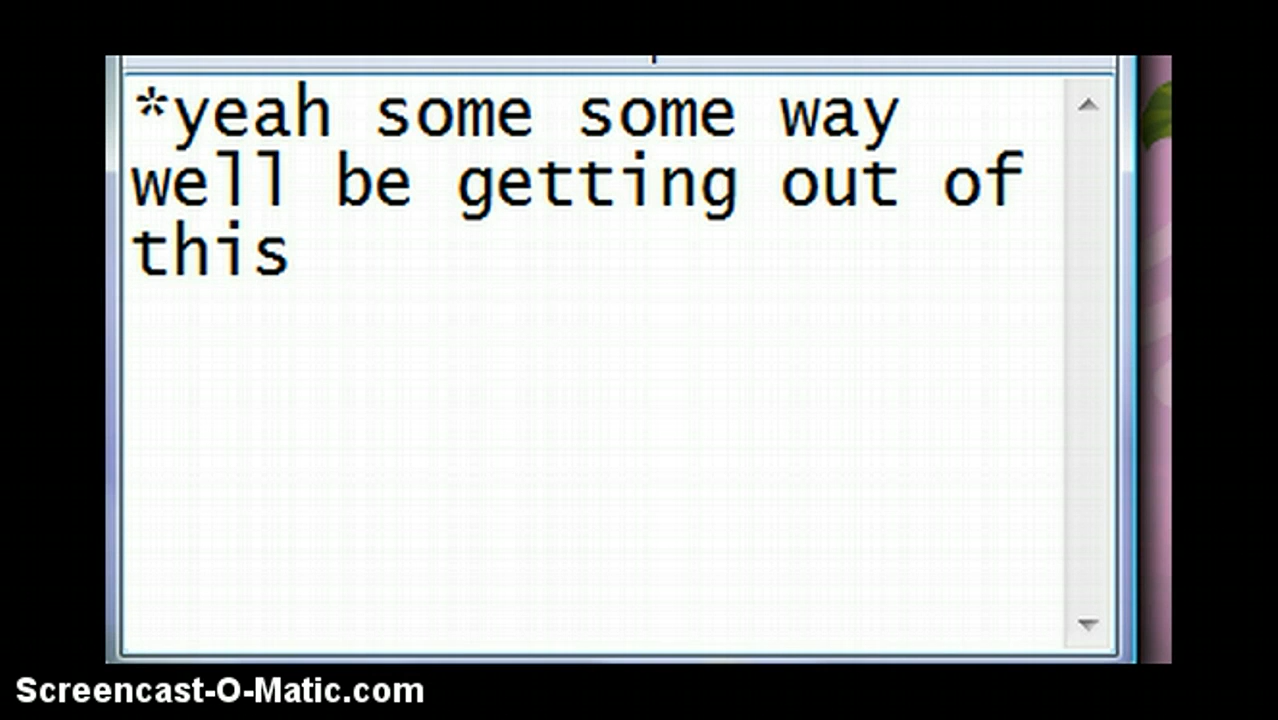 *yeah some some way
well be getting out of
this
Screencast-O-Matic.com